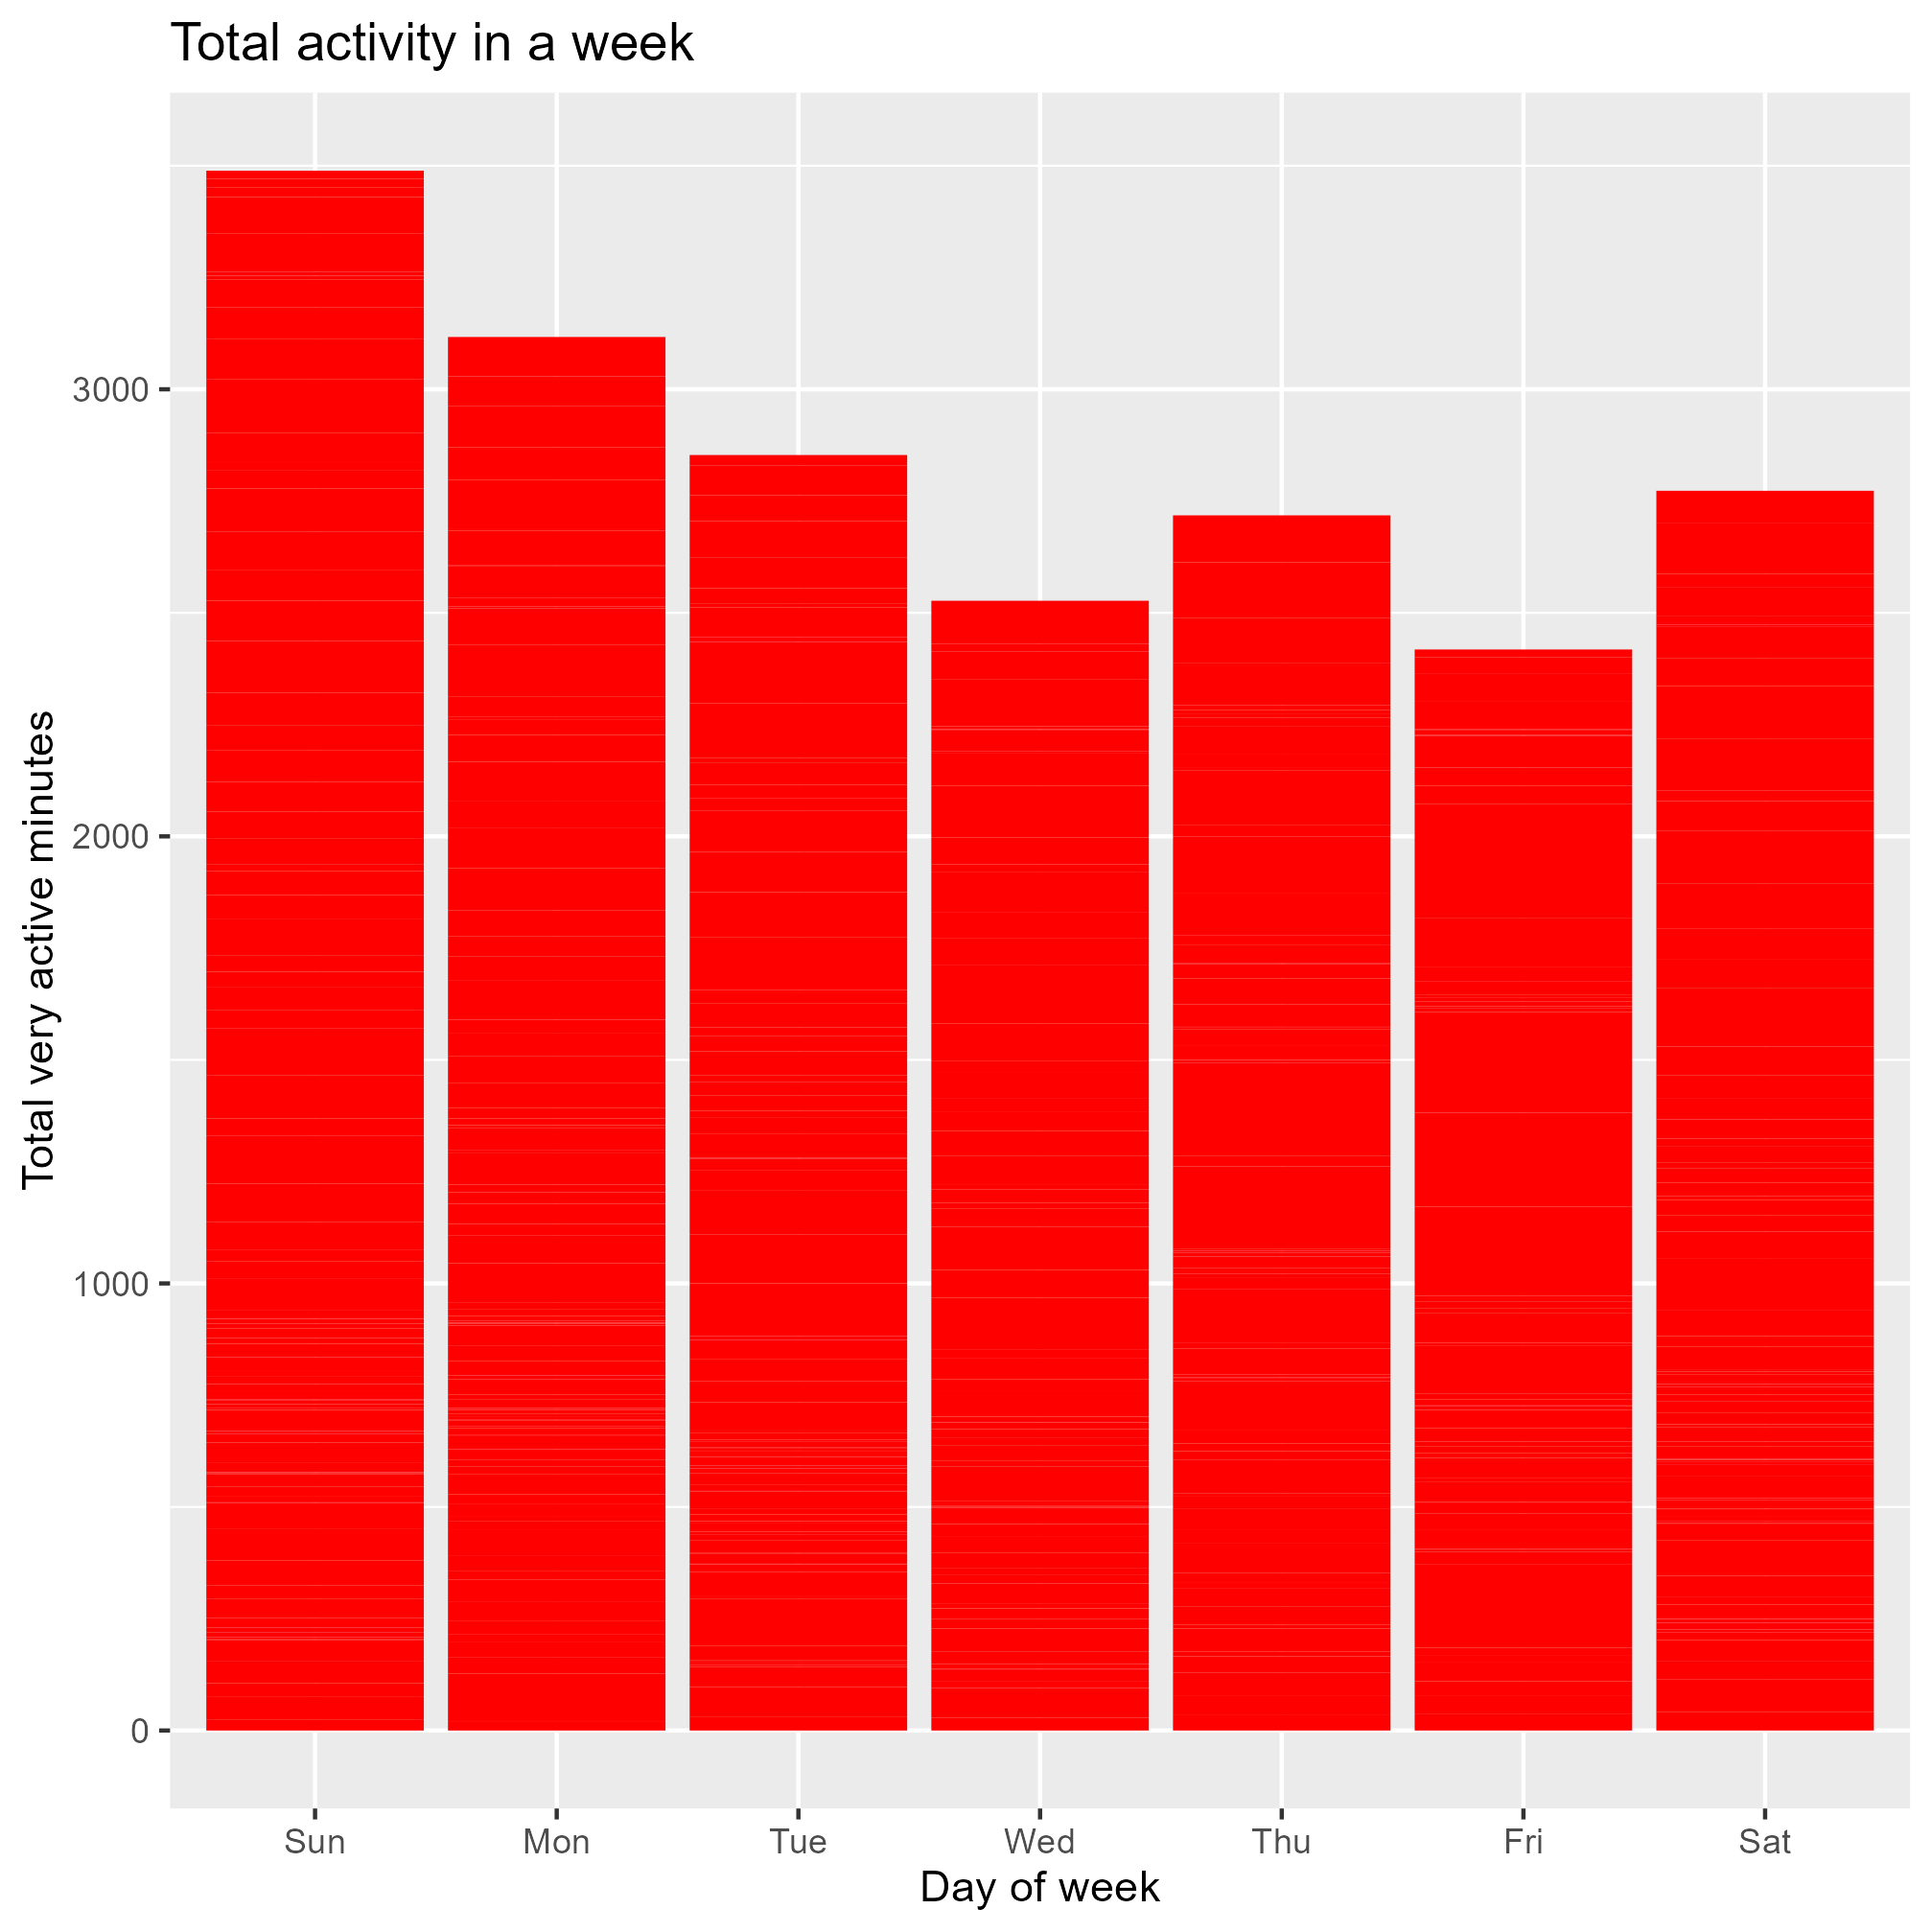 Total activity in a week
Total very active minutes
3000
2000
1000
0
Sun Mon Tue Wed Thu Fri Sat
Day of week